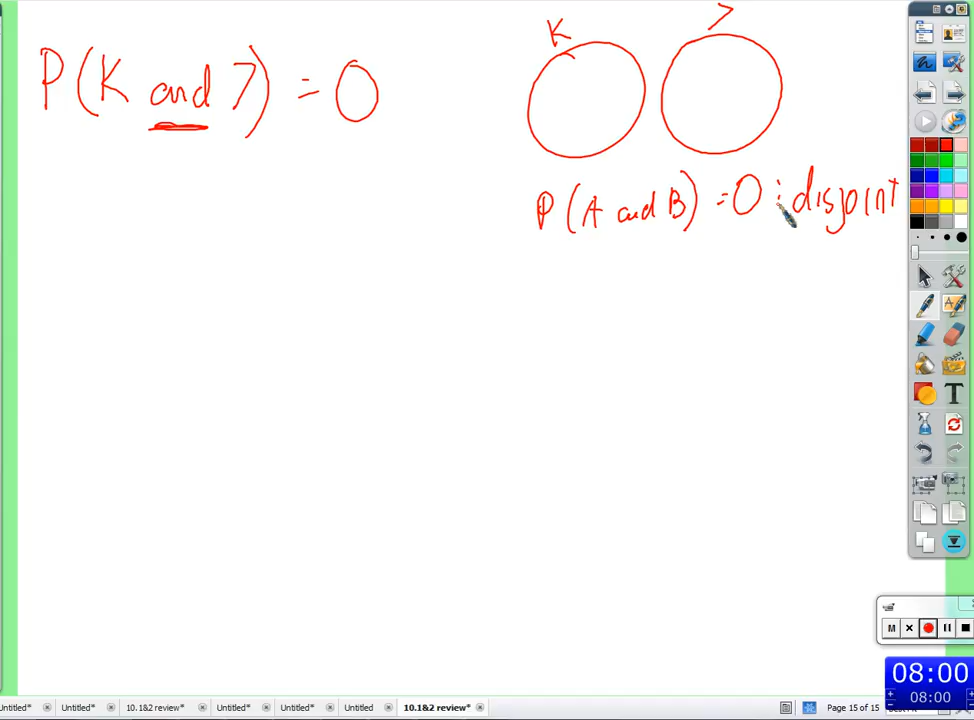 P(K and 7) = 0
K
7
P(A and B) = 0 : disjoint
M
08:00
08:00
Untitled*
10.1&2 review*
Untitled*
Untitled*
Untitled
10.1&2 review*
Page 15 of 15